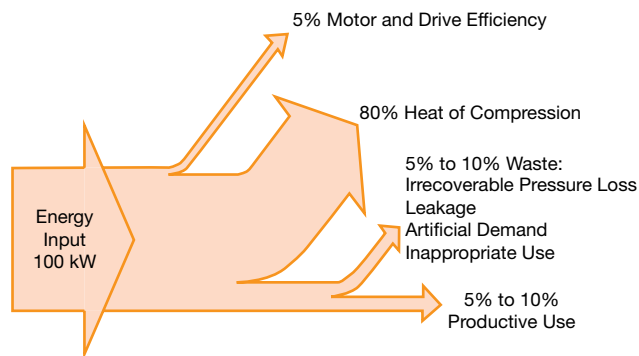 5% Motor and Drive Efficiency
80% Heat of Compression
5% to 10% Waste:
Irrecoverable Pressure Loss
Leakage
Artificial Demand
Inappropriate Use
Energy
Input
100 kW
5% to 10%
Productive Use